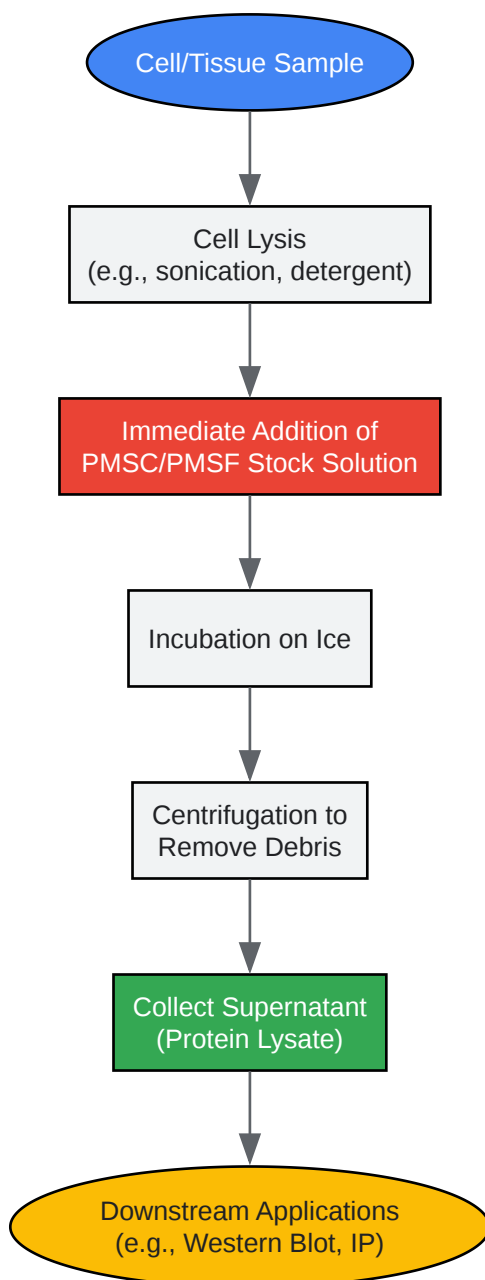 Cell/Tissue Sample
Cell Lysis
(e.g., sonication, detergent)
Immediate Addition of
PMSC/PMSF Stock Solution
Incubation on Ice
Centrifugation to
Remove Debris
Collect Supernatant
(Protein Lysate)
Downstream Applications
(e.g., Western Blot, IP)